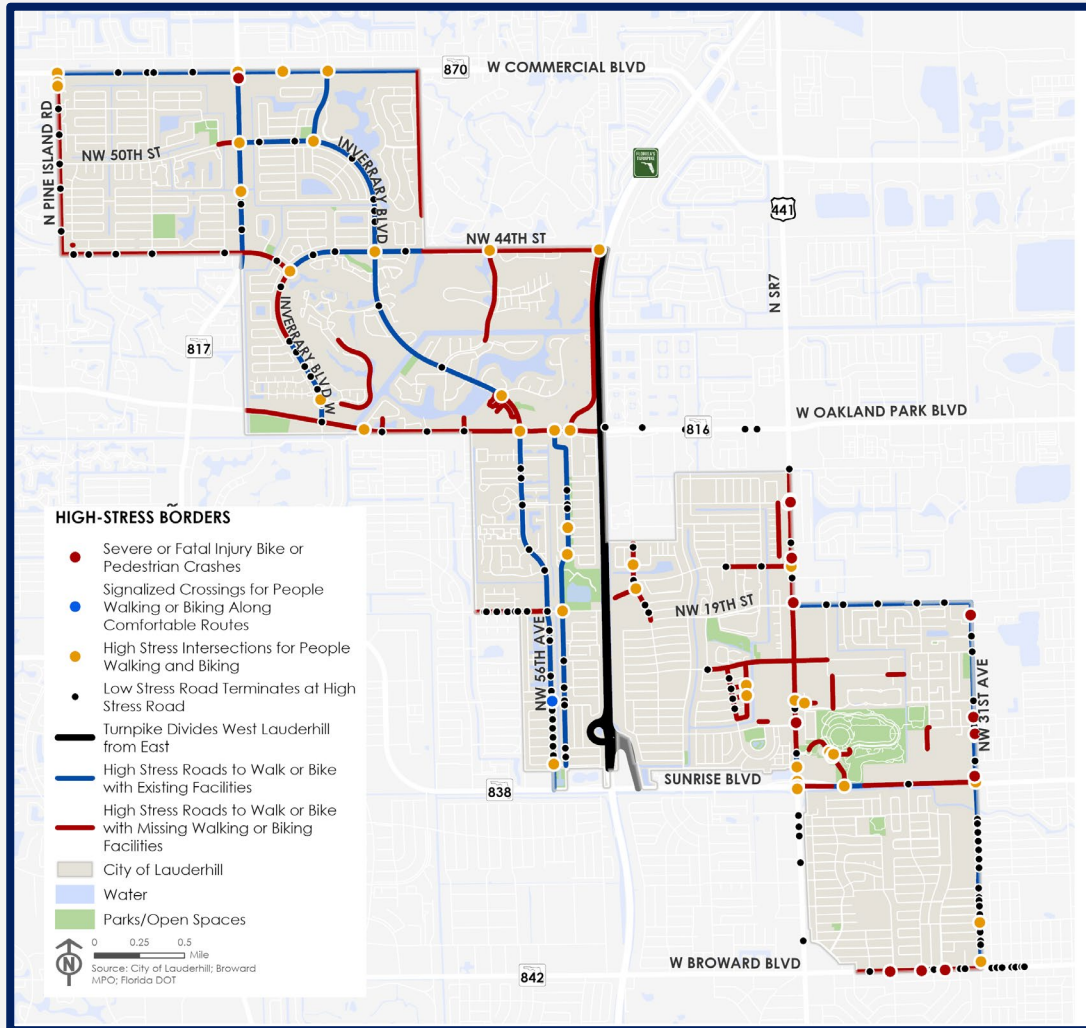 870
W COMMERCIAL BLVD
N PINE ISLAND RD
NW 50TH ST
INVERRARY BLVD
FLORIDA'S
TURNPIKE
441
NW 44TH ST
N SR7
817
INVERRARY BLVD W
W OAKLAND PARK BLVD
816
HIGH-STRESS BORDERS
Severe or Fatal Injury Bike or
Pedestrian Crashes
Signalized Crossings for People
Walking or Biking Along
Comfortable Routes
High Stress Intersections for People
Walking and Biking
Low Stress Road Terminates at High
Stress Road
Turnpike Divides West Lauderhill
from East
High Stress Roads to Walk or Bike
with Existing Facilities
High Stress Roads to Walk or Bike
with Missing Walking or Biking
Facilities
City of Lauderhill
Water
Parks/Open Spaces
N
0 0.25 0.5
Mile
Source: City of Lauderhill; Broward
MPO; Florida DOT
NW 19TH ST
NW 56TH AVE
NW 31ST AVE
838
SUNRISE BLVD
842
W BROWARD BLVD